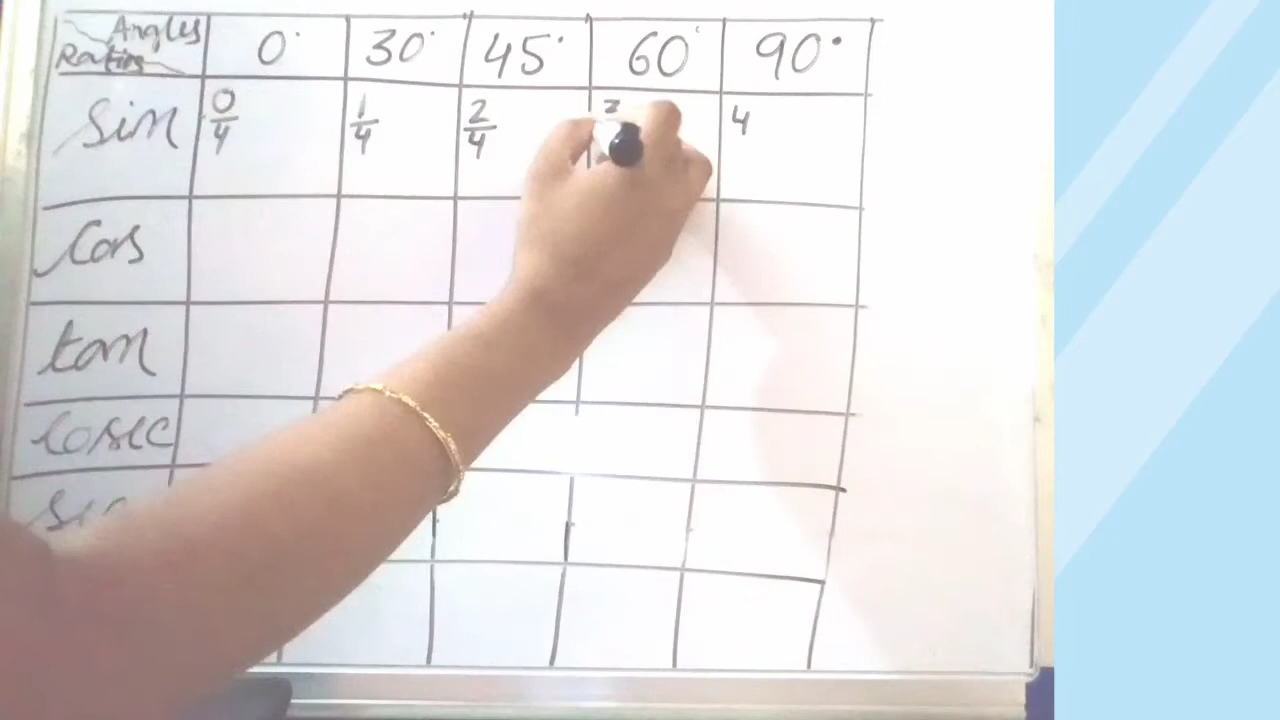 Angles
Ratios
0° 30° 45° 60° 90°
Sin 0/4 1/4 2/4 4
Cos
tan
Cosec